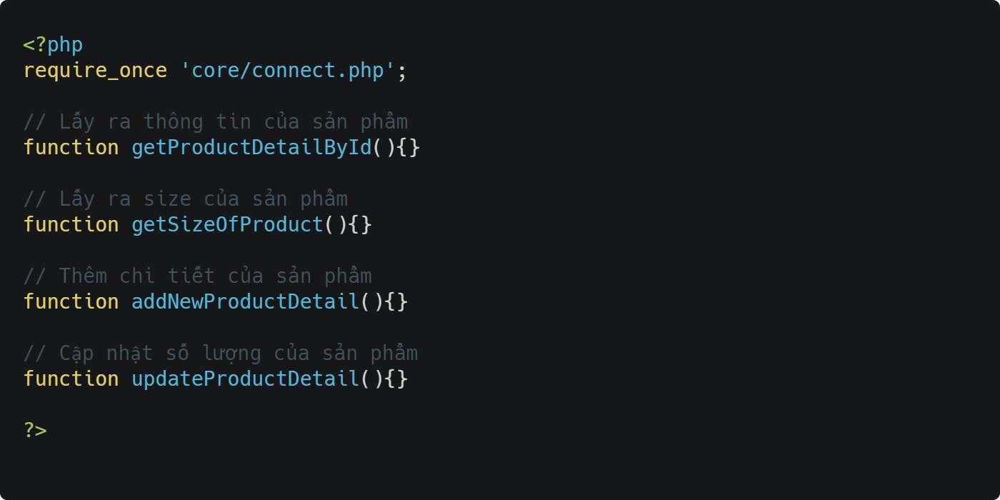 <?php
require_once 'core/connect.php';
// Lấy ra thông tin của sản phẩm
function getProductDetailById(){}
// Lấy ra size của sản phẩm
function getSizeOfProduct(){}
// Thêm chi tiết của sản phẩm
function addNewProductDetail(){}
// Cập nhật số lượng của sản phẩm
function updateProductDetail(){}
?>